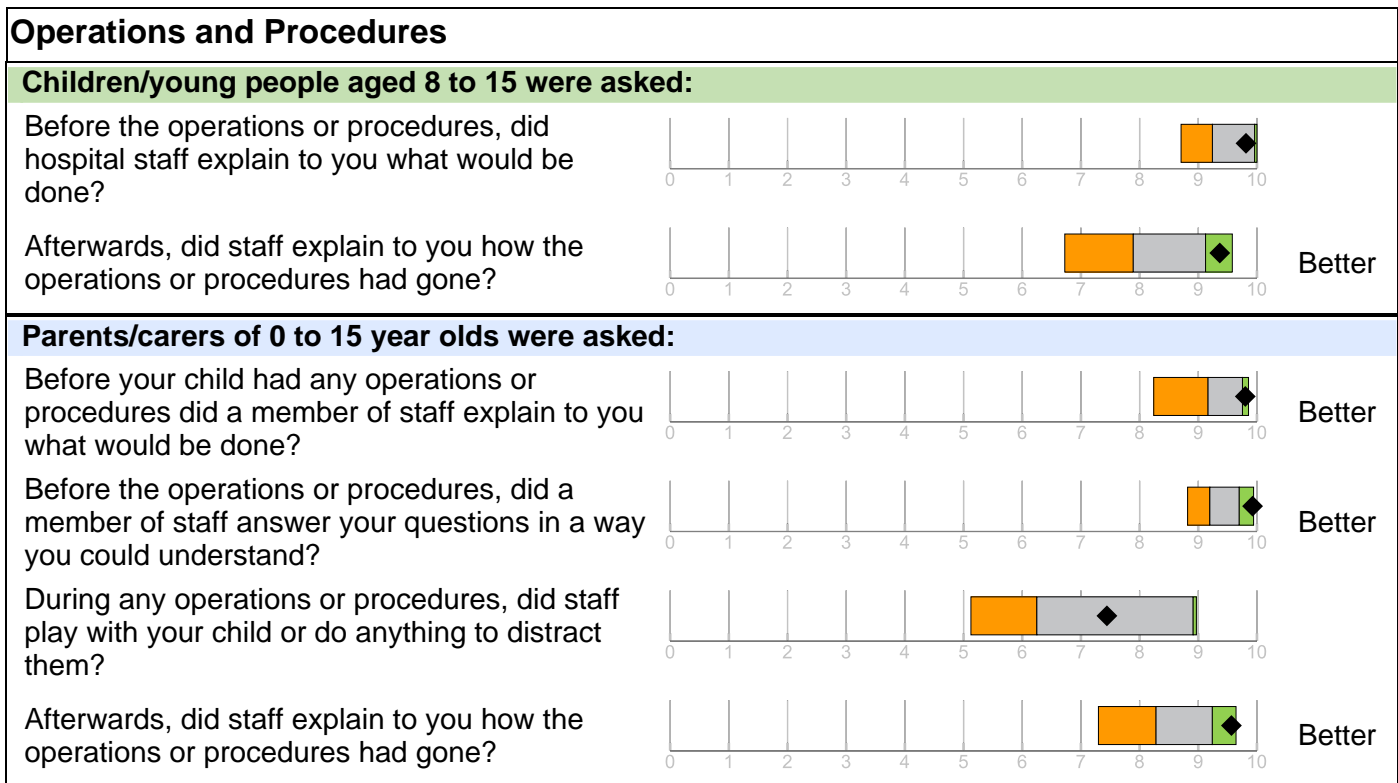 Operations and Procedures
Children/young people aged 8 to 15 were asked:
Before the operations or procedures, did
hospital staff explain to you what would be
done?
0 1 2 3 4 5 6 7 8 9 10
Afterwards, did staff explain to you how the
operations or procedures had gone?
0 1 2 3 4 5 6 7 8 9 10
Better
Parents/carers of 0 to 15 year olds were asked:
Before your child had any operations or
procedures did a member of staff explain to you
what would be done?
0 1 2 3 4 5 6 7 8 9 10
Better
Before the operations or procedures, did a
member of staff answer your questions in a way
you could understand?
0 1 2 3 4 5 6 7 8 9 10
Better
During any operations or procedures, did staff
play with your child or do anything to distract
them?
0 1 2 3 4 5 6 7 8 9 10
Afterwards, did staff explain to you how the
operations or procedures had gone?
0 1 2 3 4 5 6 7 8 9 10
Better